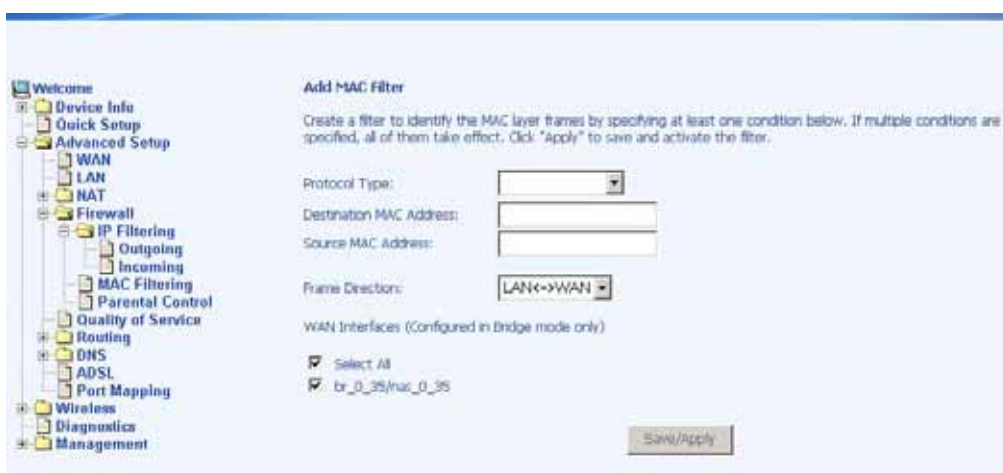 Welcome
Device Info
Quick Setup
Advanced Setup
WAN
LAN
NAT
Firewall
IP Filtering
Outgoing
Incoming
MAC Filtering
Parental Control
Quality of Service
Routing
DNS
ADSL
Port Mapping
Wireless
Diagnostics
Management
Add MAC Filter
Create a filter to identify the MAC layer frames by specifying at least one condition below. If multiple conditions are
specified, all of them take effect. Click "Apply" to save and activate the filter.
Protocol Type:
Destination MAC Address:
Source MAC Address:
Frame Direction: LAN<=>WAN
WAN Interfaces (Configured in Bridge mode only)
Select All
br_0_35/nas_0_35
Save/Apply